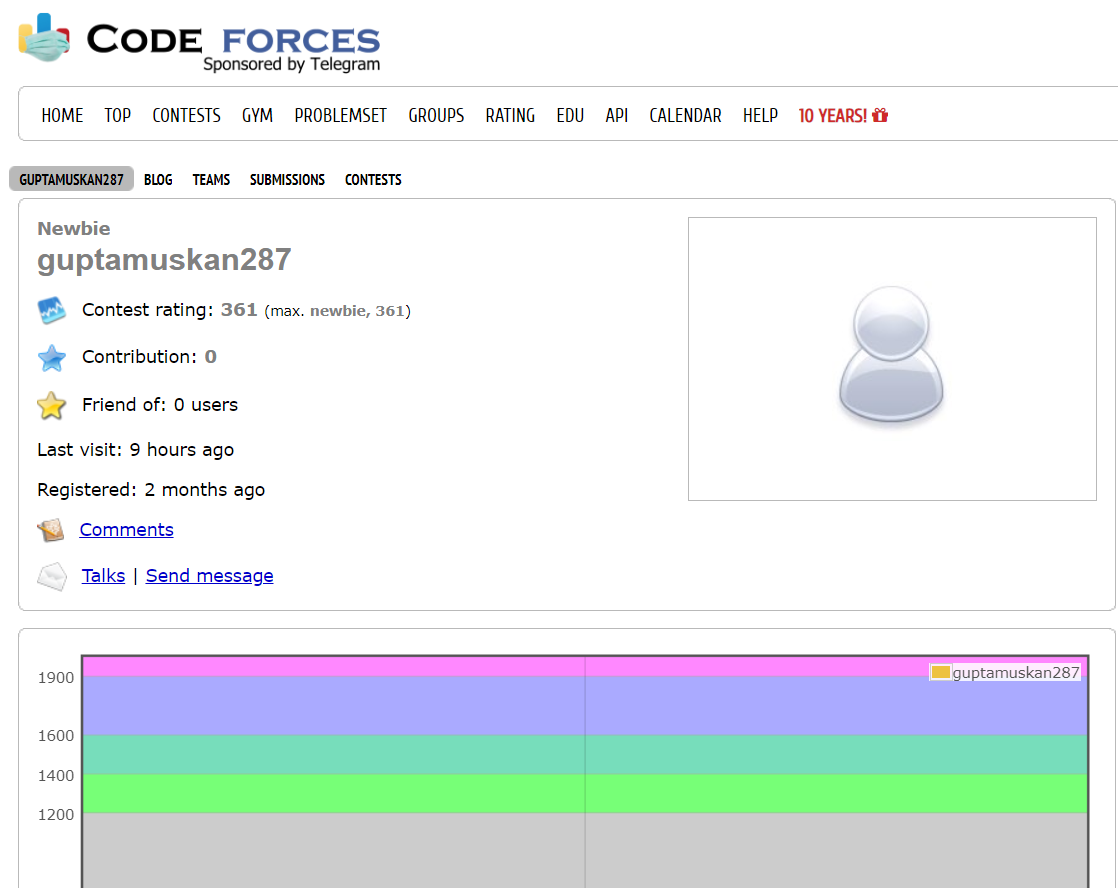 CODE FORCES
Sponsored by Telegram
HOME TOP CONTESTS GYM PROBLEMSET GROUPS RATING EDU API CALENDAR HELP 10 YEARS!
GUPTAMUSKAN287 BLOG TEAMS SUBMISSIONS CONTESTS
Newbie
guptamuskan287
Contest rating: 361 (max. newbie, 361)
Contribution: 0
Friend of: 0 users
Last visit: 9 hours ago
Registered: 2 months ago
Comments
Talks | Send message
guptamuskan287
1900
1600
1400
1200